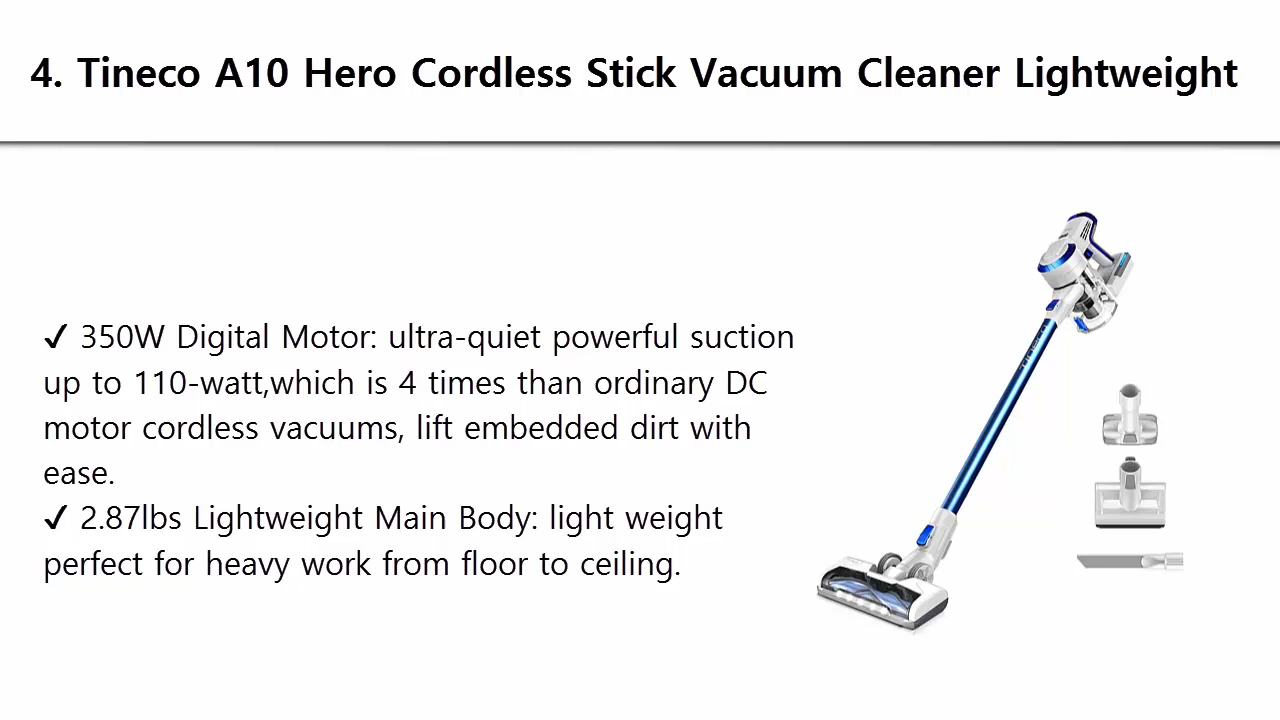 4. Tineco A10 Hero Cordless Stick Vacuum Cleaner Lightweight
✔ 350W Digital Motor: ultra-quiet powerful suction
up to 110-watt,which is 4 times than ordinary DC
motor cordless vacuums, lift embedded dirt with
ease.
✔ 2.87lbs Lightweight Main Body: light weight
perfect for heavy work from floor to ceiling.